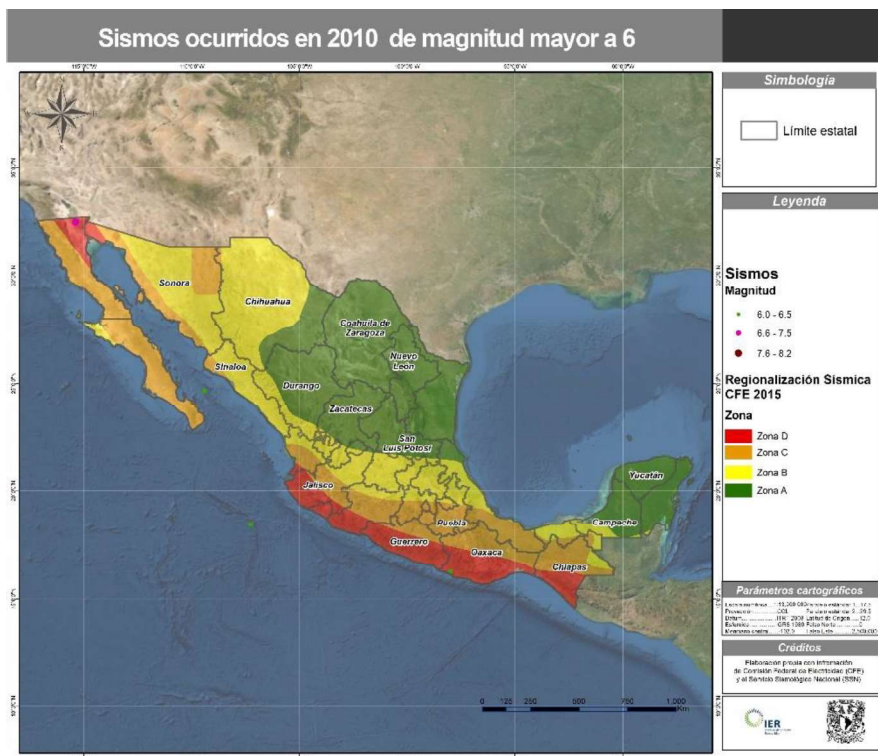 Sismos ocurridos en 2010 de magnitud mayor a 6
Simbología
Límite estatal
Leyenda
Sismos
Magnitud
6.0 - 6.5
6.6 - 7.5
7.6 - 8.2
Regionalización Sísmica
CFE 2015
Zona
Zona D
Zona C
Zona B
Zona A
Sonora
Chihuahua
Coahuila de
Zaragoza
Nuevo
León
Sinaloa
Durango
Zacatecas
San
Luis Potosí
Jalisco
Puebla
Guerrero
Oaxaca
Chiapas
Campeche
Yucatán
0 125 250 500 750 1,000
Km
Parámetros cartográficos
Créditos
Elaboración propia con información
de Comisión Federal de Electricidad (CFE)
y el Servicio Sismológico Nacional (SSN)
IER